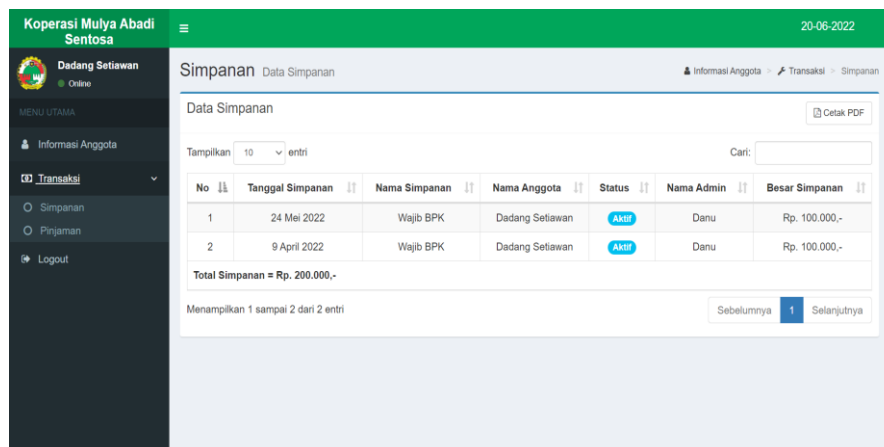 Koperasi Mulya Abadi
Sentosa
20-06-2022
Dadang Setiawan
Online
MENU UTAMA
Informasi Anggota
Transaksi
Simpanan
Pinjaman
Logout
Simpanan Data Simpanan
Informasi Anggota > Transaksi > Simpanan
Data Simpanan
Cetak PDF
Tampilkan 10 entri
Cari:
No Tanggal Simpanan Nama Simpanan Nama Anggota Status Nama Admin Besar Simpanan
1 24 Mei 2022 Wajib BPK Dadang Setiawan Aktif Danu Rp. 100.000,-
2 9 April 2022 Wajib BPK Dadang Setiawan Aktif Danu Rp. 100.000,-
Total Simpanan = Rp. 200.000,-
Menampilkan 1 sampai 2 dari 2 entri
Sebelumnya 1 Selanjutnya